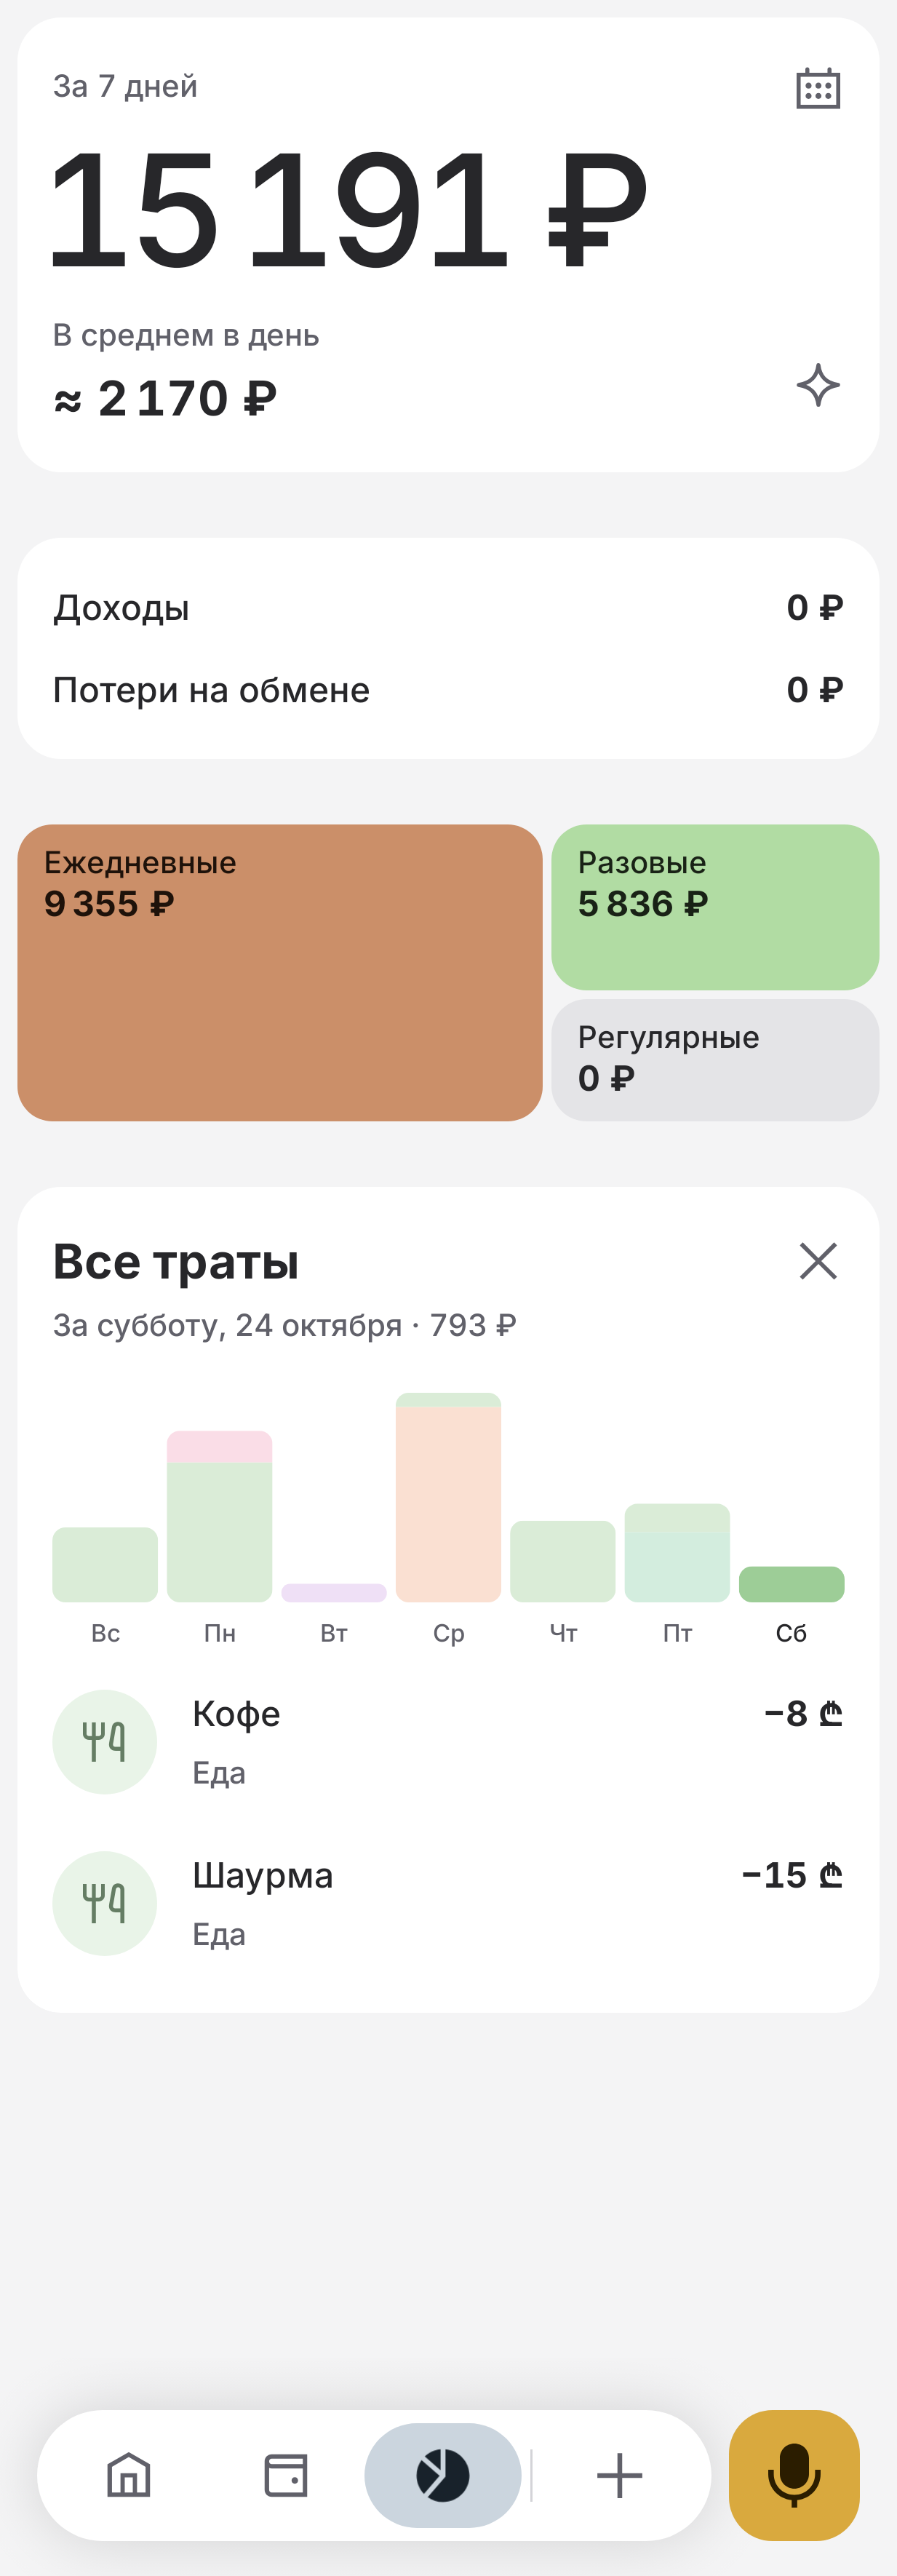 За 7 дней
15 191 ₽
В среднем в день
≈ 2 170 ₽
Доходы 0 ₽
Потери на обмене 0 ₽
Ежедневные
9 355 ₽
Разовые
5 836 ₽
Регулярные
0 ₽
Все траты
За субботу, 24 октября · 793 ₽
Вс Пн Вт Ср Чт Пт Сб
Кофе −8 ₾
Еда
Шаурма −15 ₾
Еда